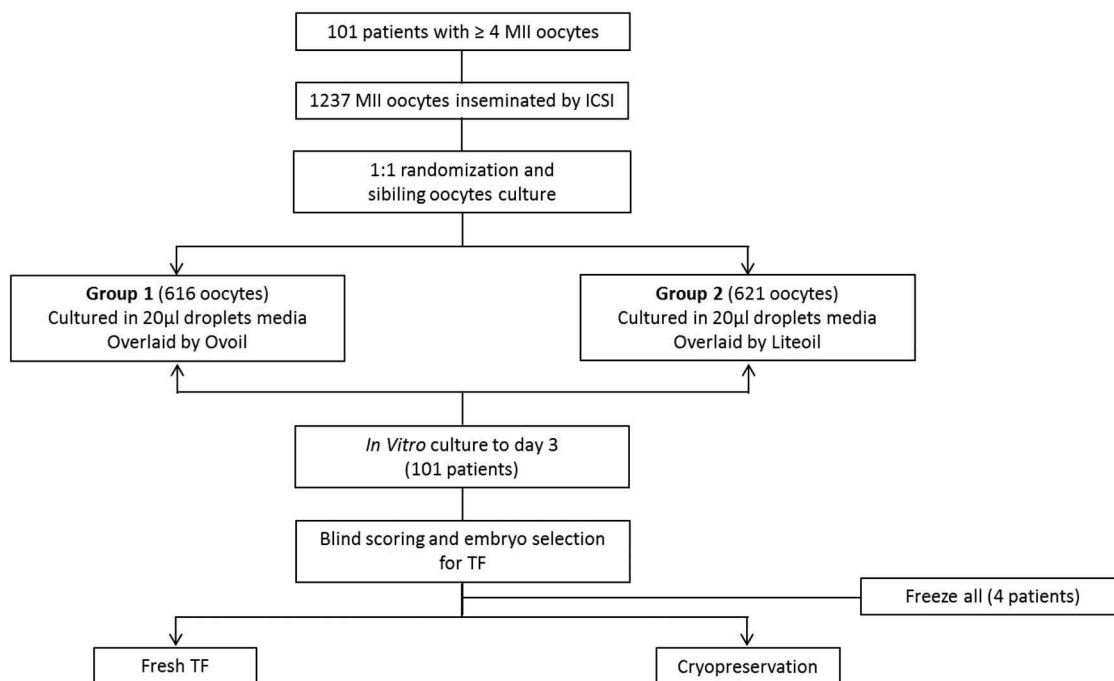 101 patients with ≥ 4 MII oocytes
1237 MII oocytes inseminated by ICSI
1:1 randomization and
sibiling oocytes culture
Group 1 (616 oocytes)
Cultured in 20µl droplets media
Overlaid by Ovoil
Group 2 (621 oocytes)
Cultured in 20µl droplets media
Overlaid by Liteoil
In Vitro culture to day 3
(101 patients)
Blind scoring and embryo selection
for TF
Freeze all (4 patients)
Fresh TF
Cryopreservation